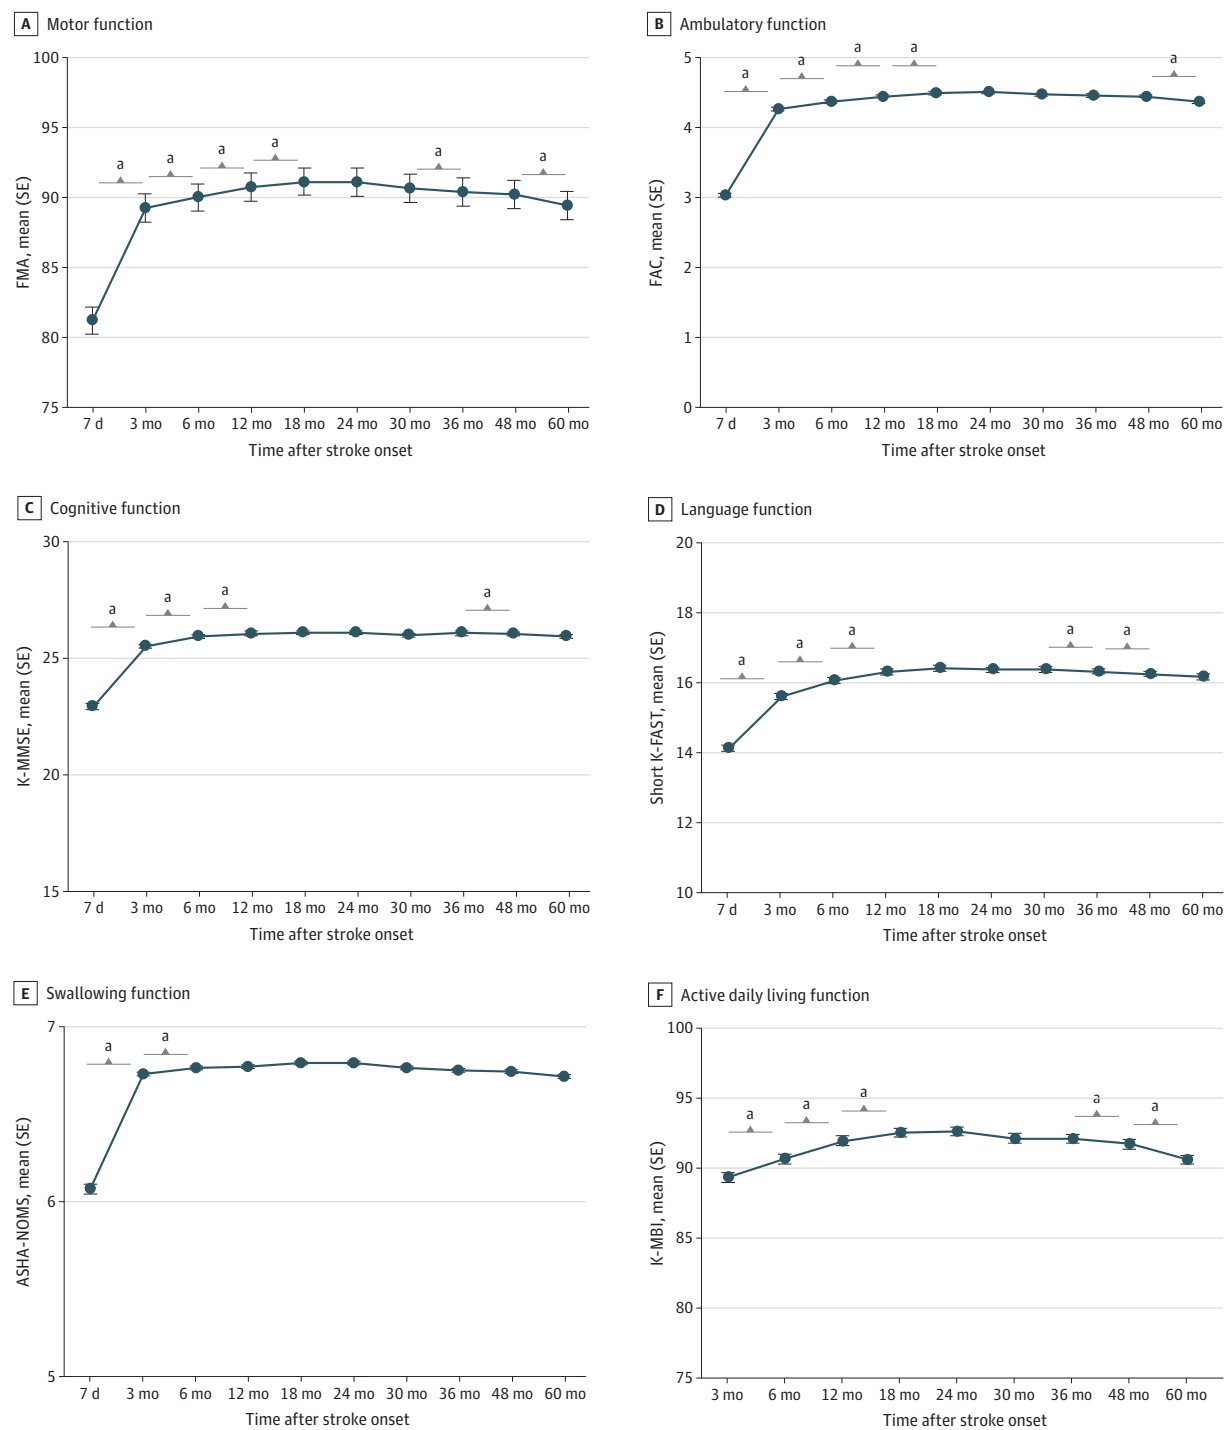 A Motor function
100
95
90
85
80
75
FMA, mean (SE)
a a a a a a
7 d 3 mo 6 mo 12 mo 18 mo 24 mo 30 mo 36 mo 48 mo 60 mo
Time after stroke onset
B Ambulatory function
5
4
3
2
1
0
FAC, mean (SE)
a a a a a
7 d 3 mo 6 mo 12 mo 18 mo 24 mo 30 mo 36 mo 48 mo 60 mo
Time after stroke onset
C Cognitive function
30
25
20
15
K-MMSE, mean (SE)
a a a a
7 d 3 mo 6 mo 12 mo 18 mo 24 mo 30 mo 36 mo 48 mo 60 mo
Time after stroke onset
D Language function
20
18
16
14
12
10
Short K-FAST, mean (SE)
a a a a a
7 d 3 mo 6 mo 12 mo 18 mo 24 mo 30 mo 36 mo 48 mo 60 mo
Time after stroke onset
E Swallowing function
7
6
5
ASHA-NOMS, mean (SE)
a a
7 d 3 mo 6 mo 12 mo 18 mo 24 mo 30 mo 36 mo 48 mo 60 mo
Time after stroke onset
F Active daily living function
100
95
90
85
80
75
K-MBI, mean (SE)
a a a a a
3 mo 6 mo 12 mo 18 mo 24 mo 30 mo 36 mo 48 mo 60 mo
Time after stroke onset